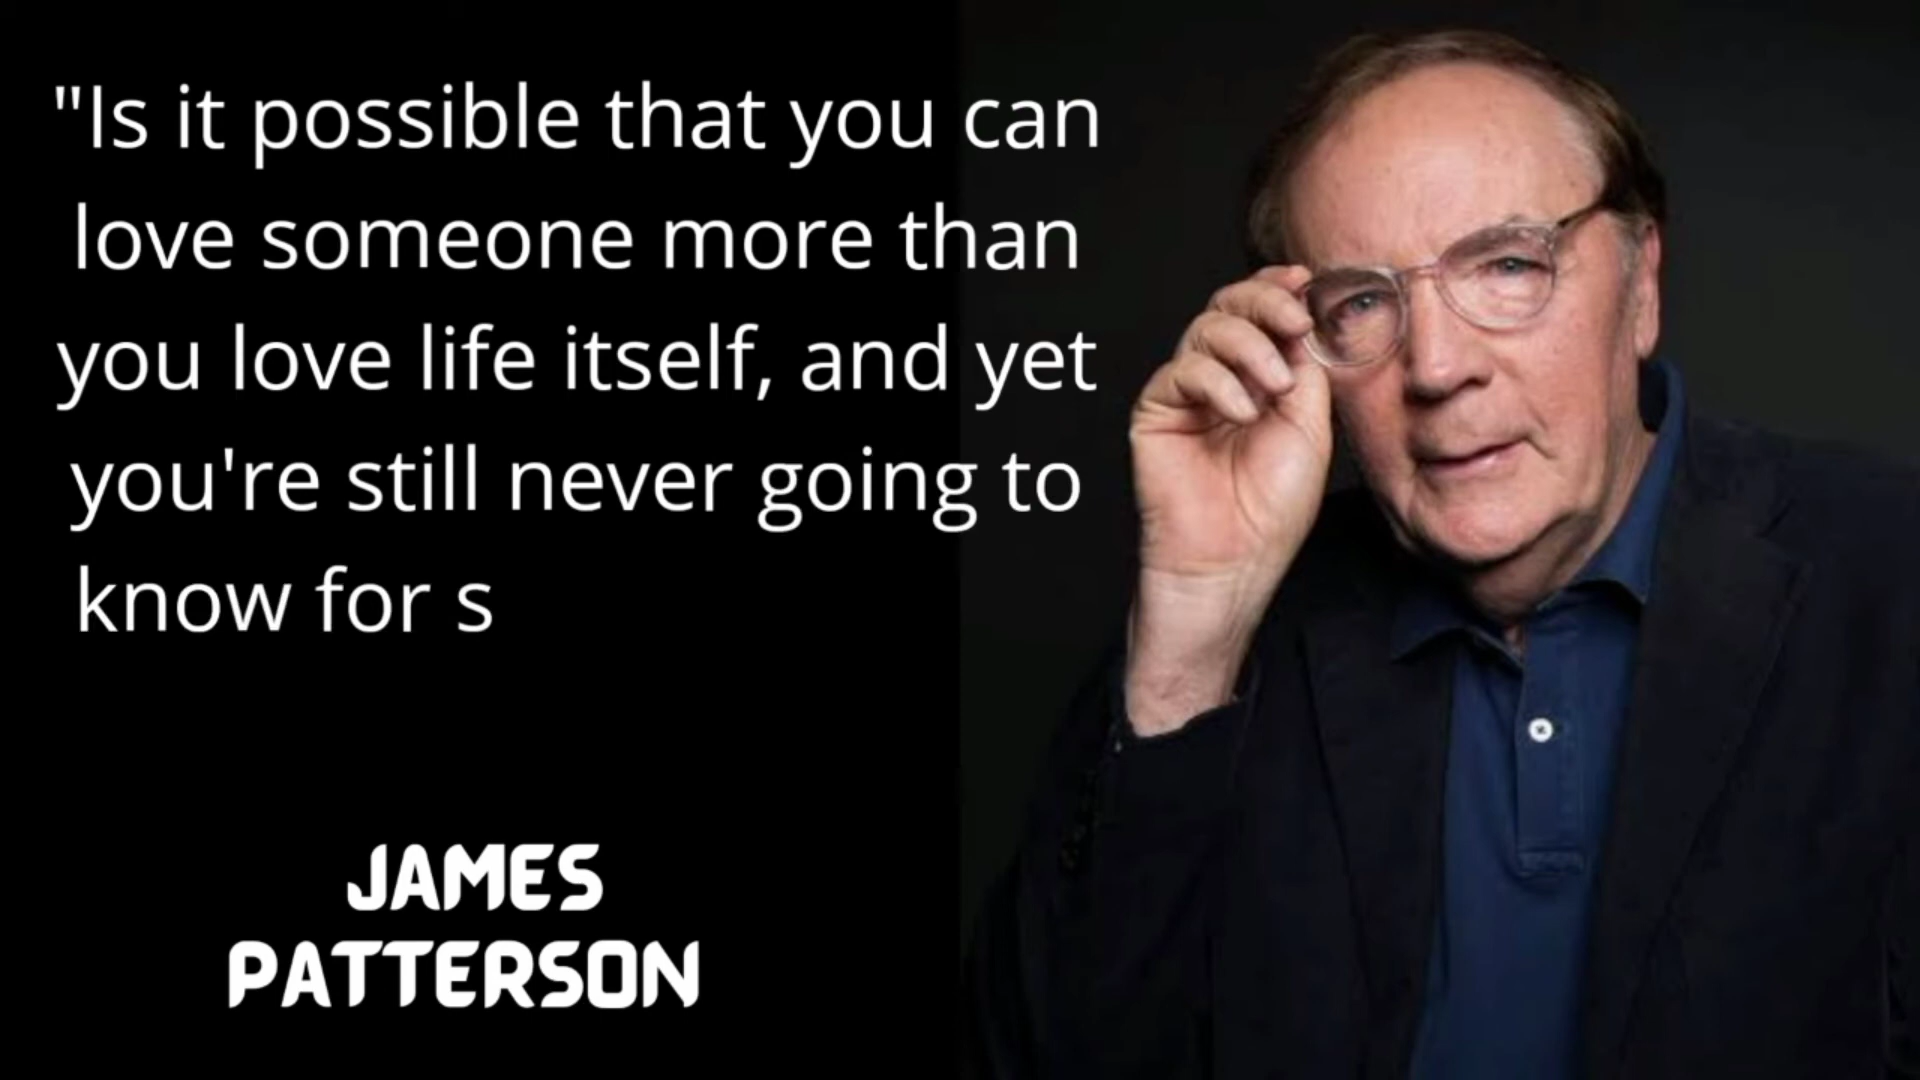 "Is it possible that you can
love someone more than
you love life itself, and yet
you're still never going to
know for s
JAMES
PATTERSON